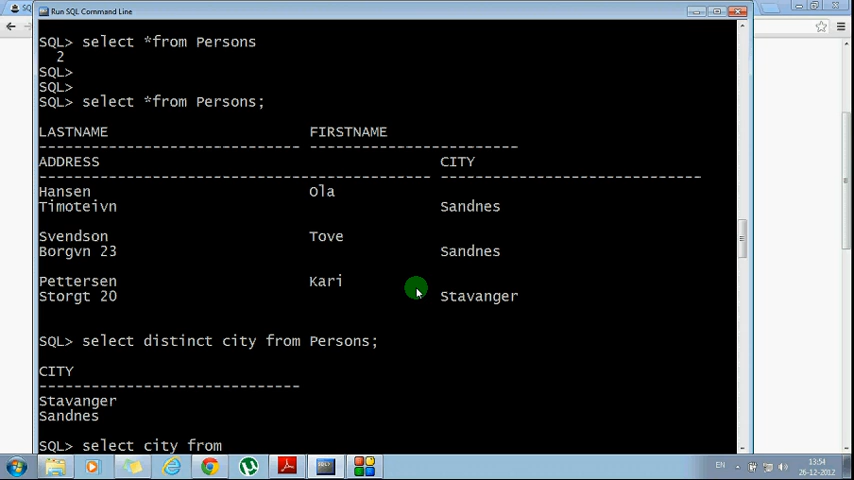 Run SQL Command Line
SQL> select *from Persons
2
SQL>
SQL>
SQL> select *from Persons;
LASTNAME FIRSTNAME
------------------------------ -------------------------
ADDRESS CITY
--------------------------------------------- ------------------------------
Hansen Ola
Timoteivn Sandnes
Svendson Tove
Borgvn 23 Sandnes
Pettersen Kari
Storgt 20 Stavanger
SQL> select distinct city from Persons;
CITY
------------------------------
Stavanger
Sandnes
SQL> select city from
EN 13:54
26-12-2012